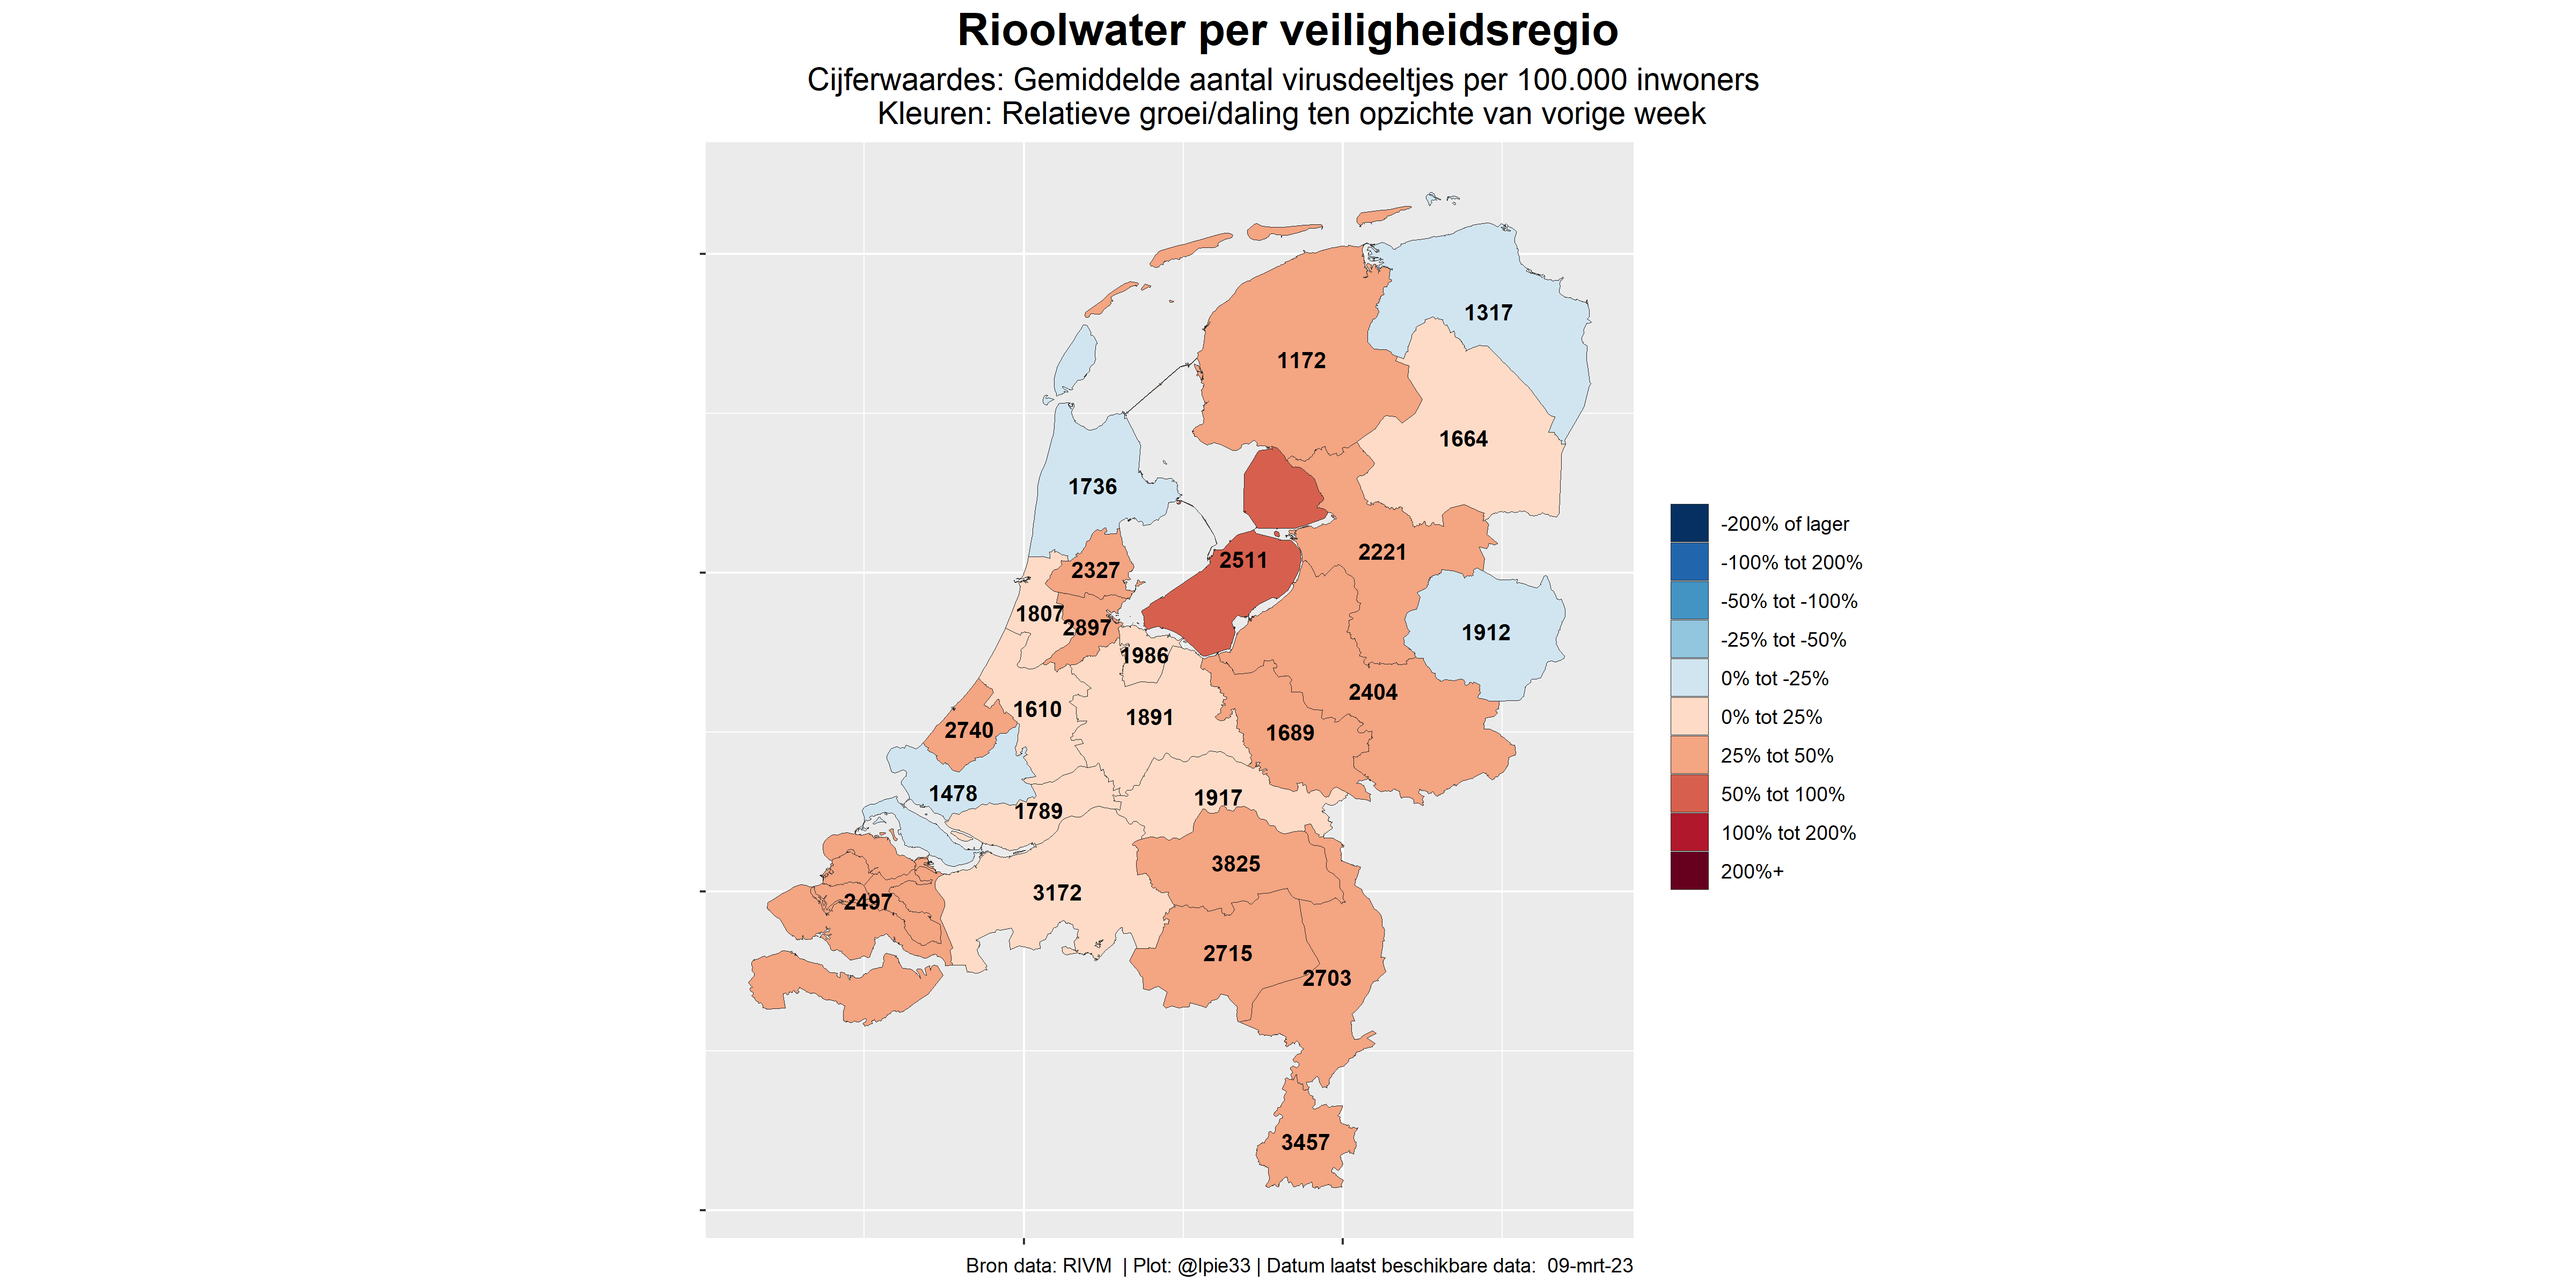 Rioolwater per veiligheidsregio
Cijferwaardes: Gemiddelde aantal virusdeeltjes per 100.000 inwoners
Kleuren: Relatieve groei/daling ten opzichte van vorige week
1317
1172
1664
1736
2221
2511
2327
1807
2897
1912
1986
2404
1610
1891
2740
1689
1478
1917
1789
3825
3172
2497
2715
2703
3457
-200% of lager
-100% tot 200%
-50% tot -100%
-25% tot -50%
0% tot -25%
0% tot 25%
25% tot 50%
50% tot 100%
100% tot 200%
200%+
Bron data: RIVM | Plot: @lpie33 | Datum laatst beschikbare data: 09-mrt-23